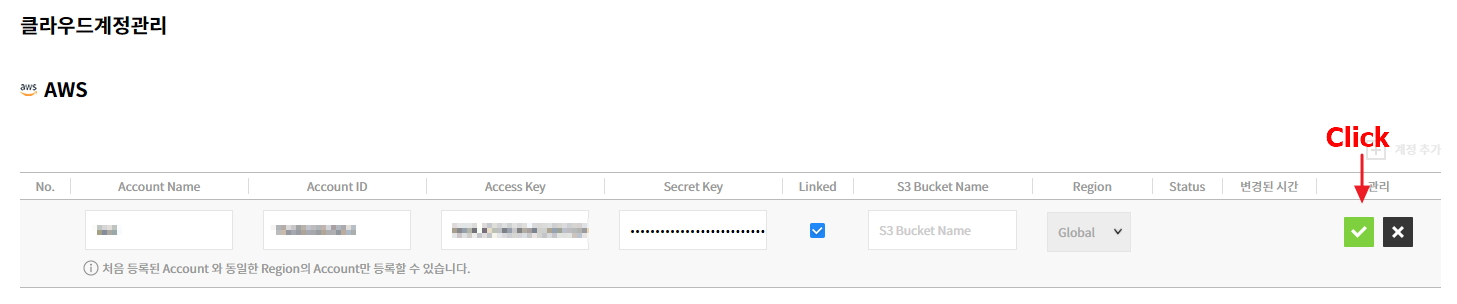 클라우드계정관리
aws AWS
Click
계정 추가
No. Account Name Account ID Access Key Secret Key Linked S3 Bucket Name Region Status 변경된 시간 관리
S3 Bucket Name Global
처음 등록된 Account 와 동일한 Region의 Account만 등록할 수 있습니다.